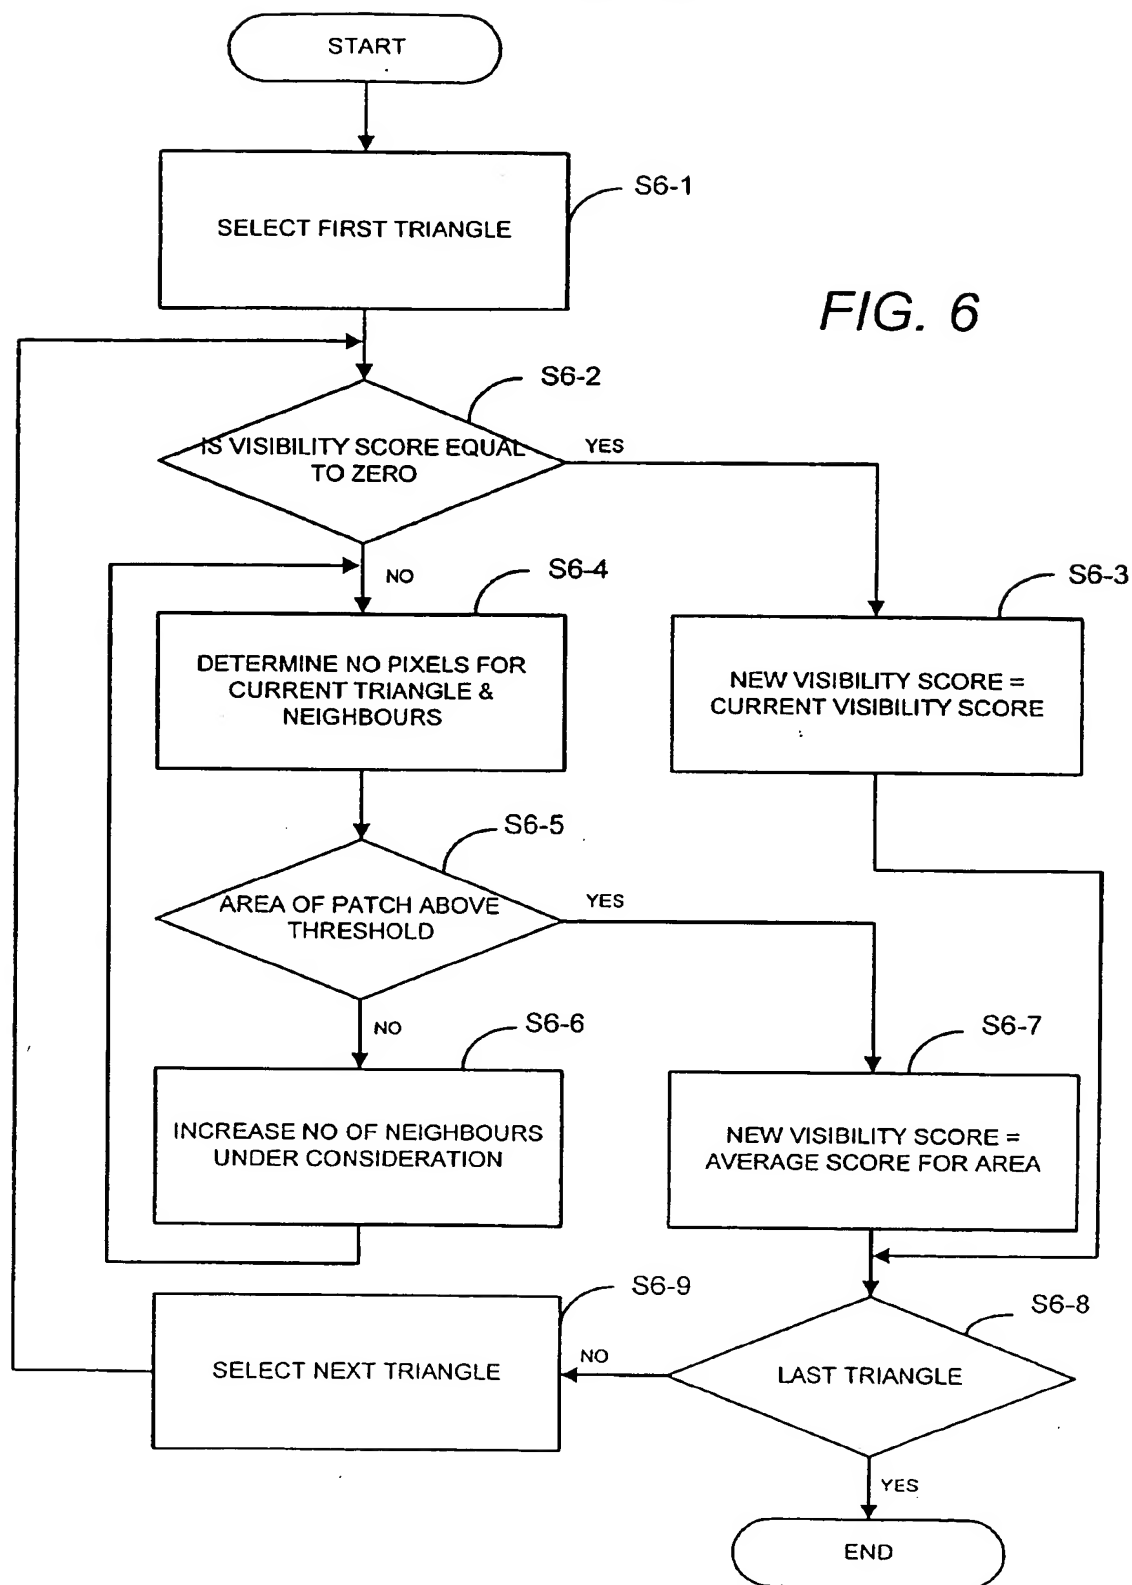 START
S6-1
SELECT FIRST TRIANGLE
FIG. 6
S6-2
IS VISIBILITY SCORE EQUAL
TO ZERO
YES
NO
S6-4
S6-3
DETERMINE NO PIXELS FOR
CURRENT TRIANGLE &
NEIGHBOURS
NEW VISIBILITY SCORE =
CURRENT VISIBILITY SCORE
S6-5
AREA OF PATCH ABOVE
THRESHOLD
YES
NO
S6-6
S6-7
INCREASE NO OF NEIGHBOURS
UNDER CONSIDERATION
NEW VISIBILITY SCORE =
AVERAGE SCORE FOR AREA
S6-9
S6-8
SELECT NEXT TRIANGLE
NO
LAST TRIANGLE
YES
END